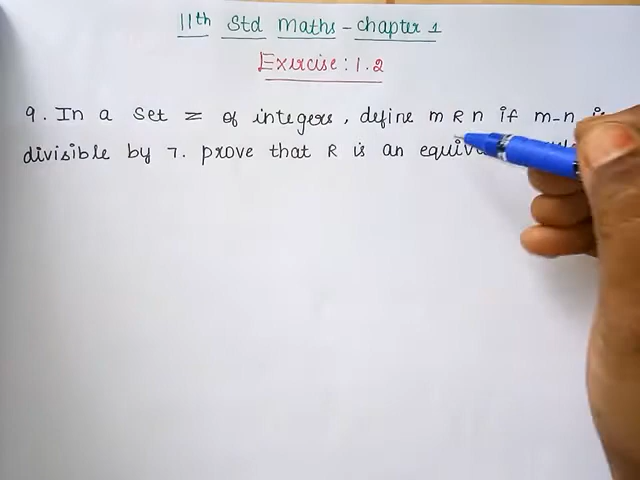 11th Std Maths - chapter 1
Exercise: 1.2
9. In a Set Z of integers, define m R n if m-n
divisible by 7. prove that R is an